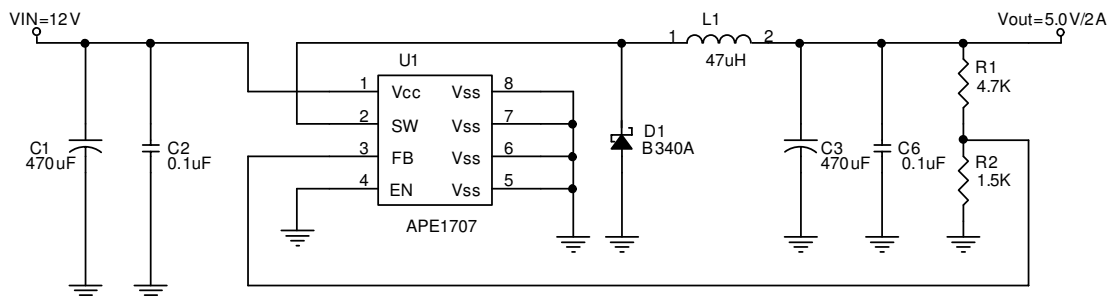 VIN=12V
Vout=5.0V/2A
L1
1
2
47uH
U1
R1
4.7K
1
Vcc
Vss
8
2
SW
Vss
7
3
FB
Vss
6
4
EN
Vss
5
APE1707
C1
470uF
C2
0.1uF
D1
B340A
C3
470uF
C6
0.1uF
R2
1.5K